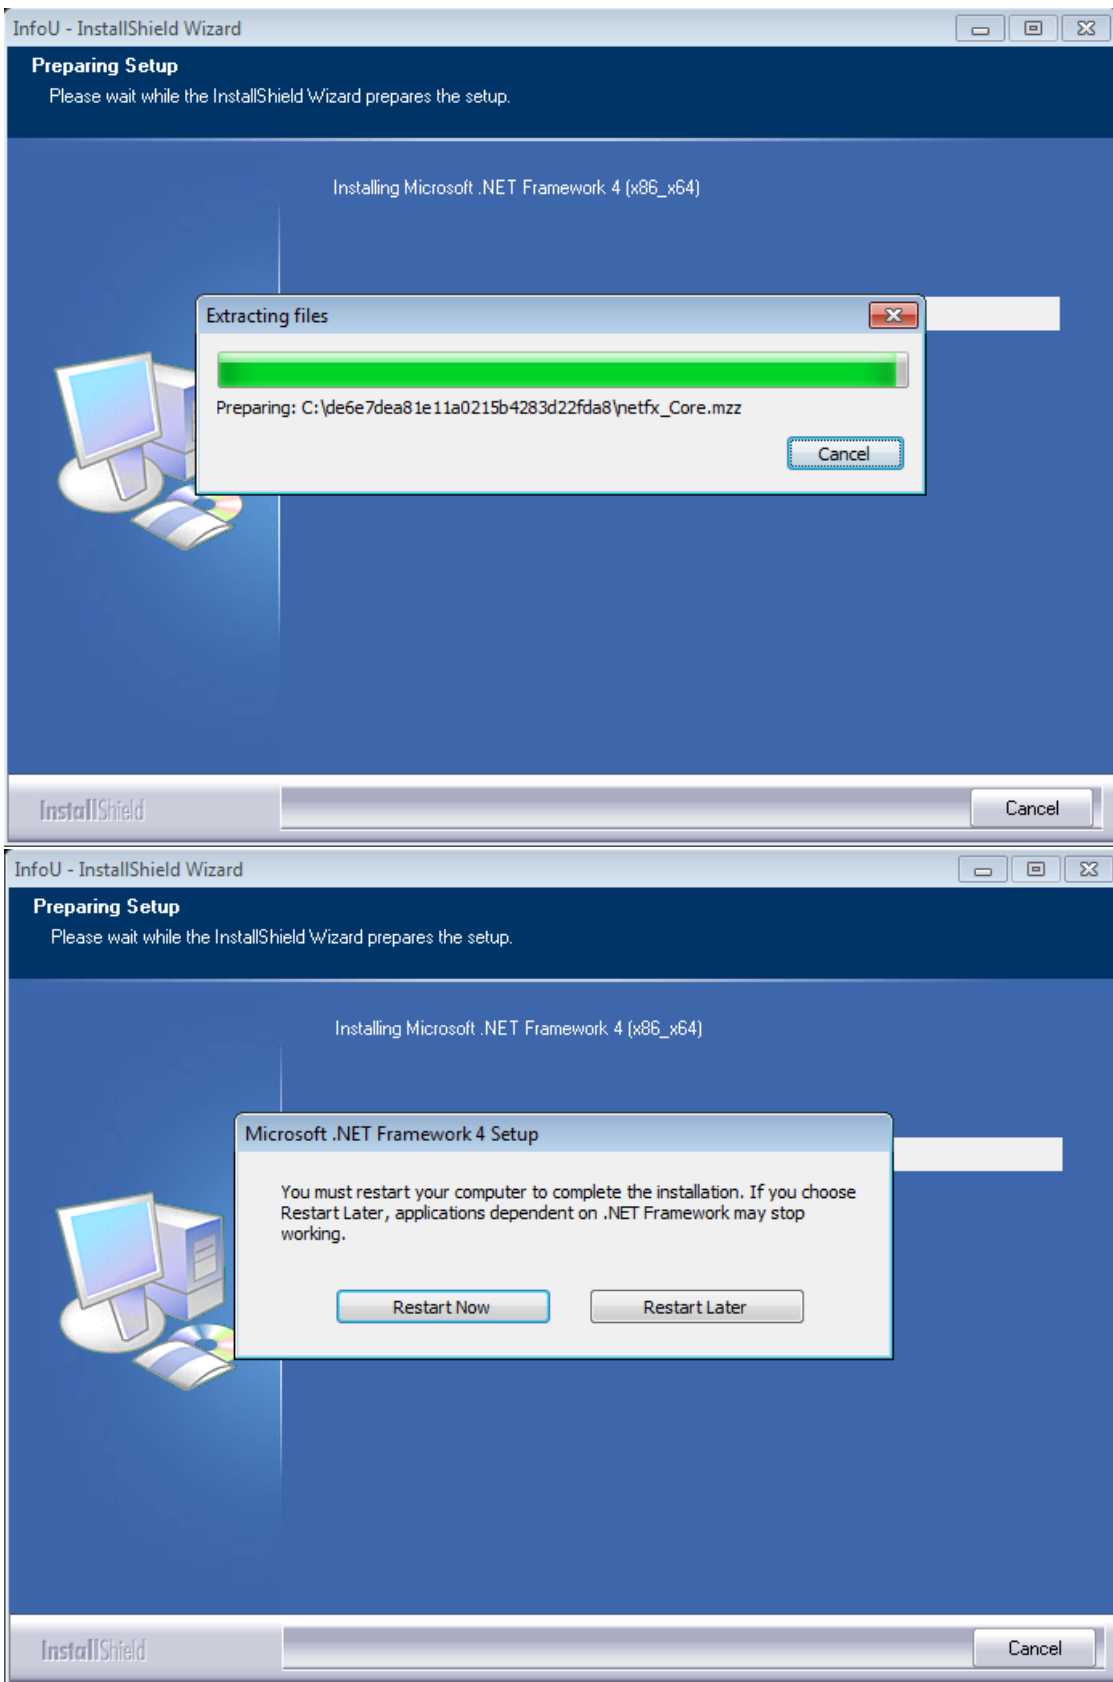 InfoU - InstallShield Wizard
Preparing Setup
Please wait while the InstallShield Wizard prepares the setup.
Installing Microsoft .NET Framework 4 (x86_x64)
Extracting files
Preparing: C:\de6e7dea81e11a0215b4283d22fda8\netfx_Core.mzz
Cancel
InstallShield
Cancel
InfoU - InstallShield Wizard
Preparing Setup
Please wait while the InstallShield Wizard prepares the setup.
Installing Microsoft .NET Framework 4 (x86_x64)
Microsoft .NET Framework 4 Setup
You must restart your computer to complete the installation. If you choose
Restart Later, applications dependent on .NET Framework may stop
working.
Restart Now
Restart Later
InstallShield
Cancel